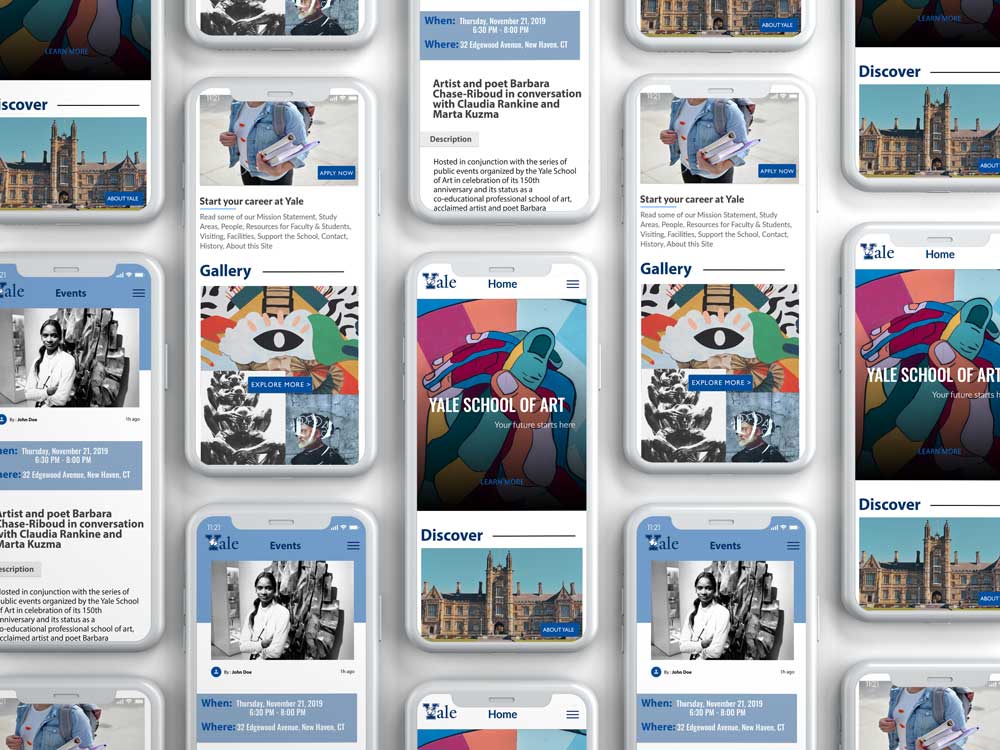 LEARN MORE
iscover
ABOUT YALE
21
Yale Events
By : John Doe 1h ago
hen: Thursday, November 21, 2019
6:30 PM - 8:00 PM
here: 32 Edgewood Avenue, New Haven, CT
Artist and poet Barbara
Chase-Riboud in conversation
with Claudia Rankine and
Marta Kuzma
escription
Hosted in conjunction with the series of
public events organized by the Yale School
of Art in celebration of its 150th
anniversary and its status as a
co-educational professional school of art,
acclaimed artist and poet Barbara
11:21
APPLY NOW
Start your career at Yale
Read some of our Mission Statement, Study
Areas, People, Resources for Faculty & Students,
Visiting, Facilities, Support the School, Contact,
History, About this Site
Gallery
EXPLORE MORE >
11:21
Yale Events
By : John Doe 1h ago
When: Thursday, November 21, 2019
6:30 PM - 8:00 PM
Where: 32 Edgewood Avenue, New Haven, CT
When: Thursday, November 21, 2019
6:30 PM - 8:00 PM
Where: 32 Edgewood Avenue, New Haven, CT
Artist and poet Barbara
Chase-Riboud in conversation
with Claudia Rankine and
Marta Kuzma
Description
Hosted in conjunction with the series of
public events organized by the Yale School
of Art in celebration of its 150th
anniversary and its status as a
co-educational professional school of art,
acclaimed artist and poet Barbara
Yale Home
YALE SCHOOL OF ART
Your future starts here
LEARN MORE
Discover
ABOUT YALE
Yale Home
ABOUT YALE
11:21
APPLY NOW
Start your career at Yale
Read some of our Mission Statement, Study
Areas, People, Resources for Faculty & Students,
Visiting, Facilities, Support the School, Contact,
History, About this Site
Gallery
EXPLORE MORE >
11:21
Yale Events
By : John Doe 1h ago
When: Thursday, November 21, 2019
6:30 PM - 8:00 PM
Where: 32 Edgewood Avenue, New Haven, CT
LEARN MORE
Discover
ABOUT
Yale Home
YALE SCHOOL OF ART
Your future starts h
LEARN MORE
Discover
ABOUT
11:21